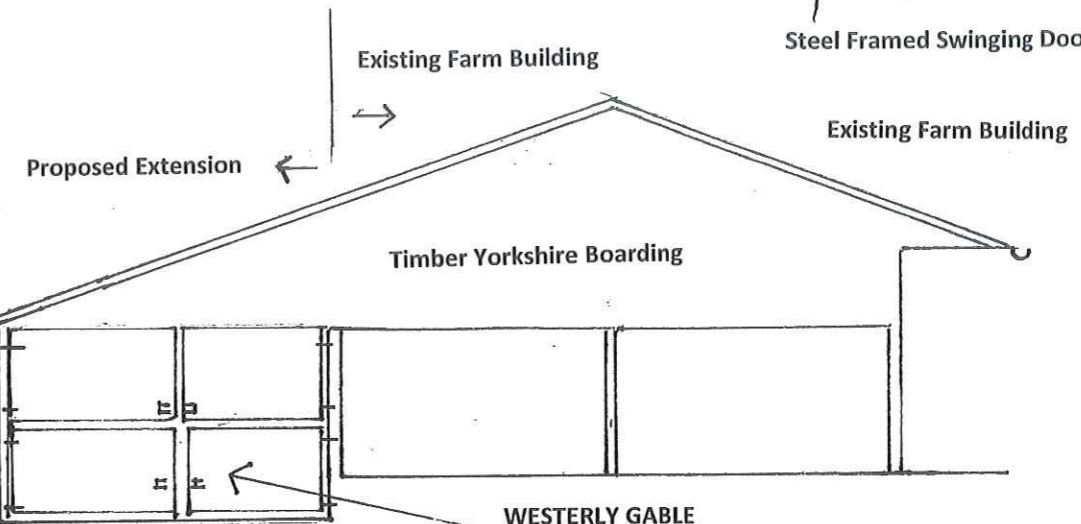 Steel Framed Swinging Doo
Existing Farm Building
Existing Farm Building
Proposed Extension
Timber Yorkshire Boarding
WESTERLY GABLE